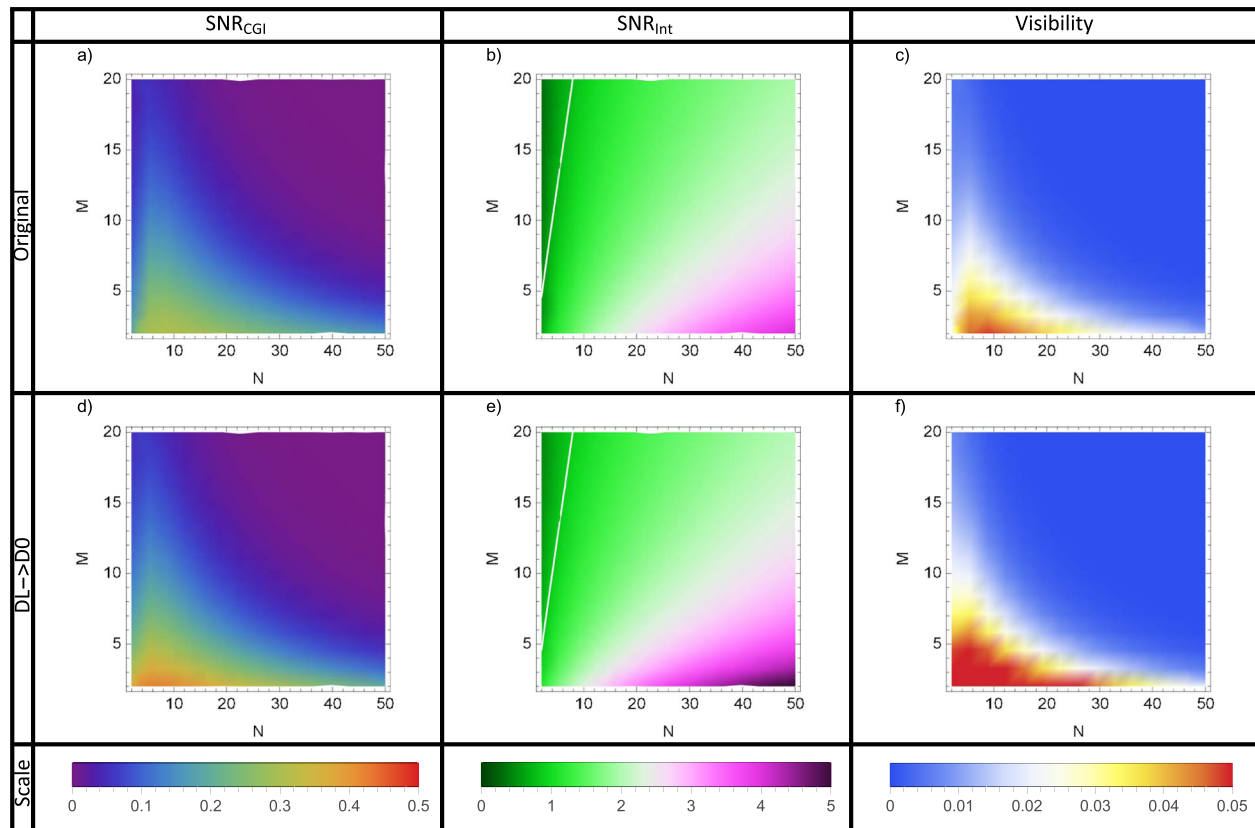 SNR_CGI SNR_Int Visibility
Original
a) b) c)
20 20 20
15 15 15
M M M
10 10 10
5 5 5
10 20 30 40 50 10 20 30 40 50 10 20 30 40 50
N N N
DL->D0
d) e) f)
20 20 20
15 15 15
M M M
10 10 10
5 5 5
10 20 30 40 50 10 20 30 40 50 10 20 30 40 50
N N N
Scale
0 0.1 0.2 0.3 0.4 0.5 0 1 2 3 4 5 0 0.01 0.02 0.03 0.04 0.05